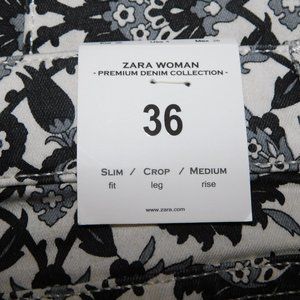 ZARA WOMAN
- PREMIUM DENIM COLLECTION -
36
SLIM / CROP / MEDIUM
fit leg rise
www.zara.com